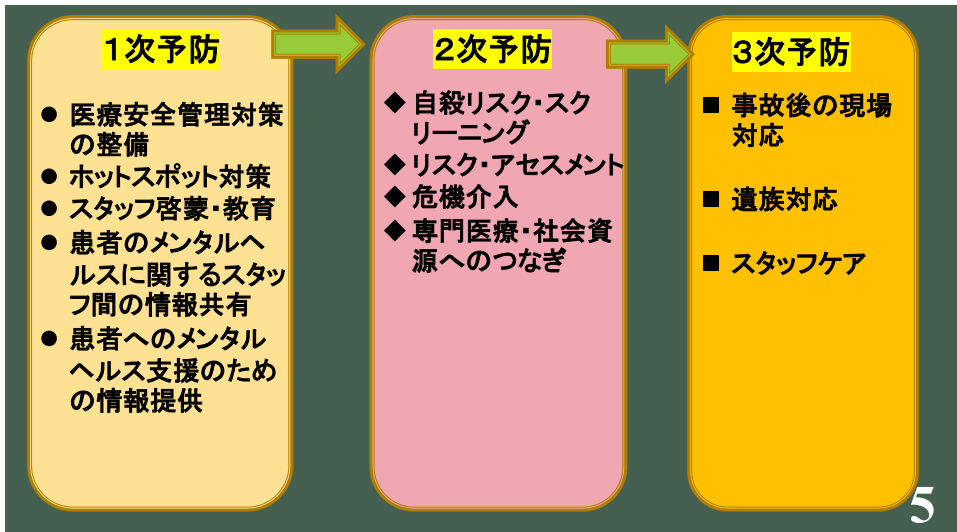 1次予防
● 医療安全管理対策
の整備
● ホットスポット対策
● スタッフ啓蒙・教育
● 患者のメンタルヘ
ルスに関するスタッ
フ間の情報共有
● 患者へのメンタル
ヘルス支援のため
の情報提供
2次予防
◆ 自殺リスク・スク
リーニング
◆ リスク・アセスメント
◆ 危機介入
◆ 専門医療・社会資
源へのつなぎ
3次予防
■ 事故後の現場
対応
■ 遺族対応
■ スタッフケア
5